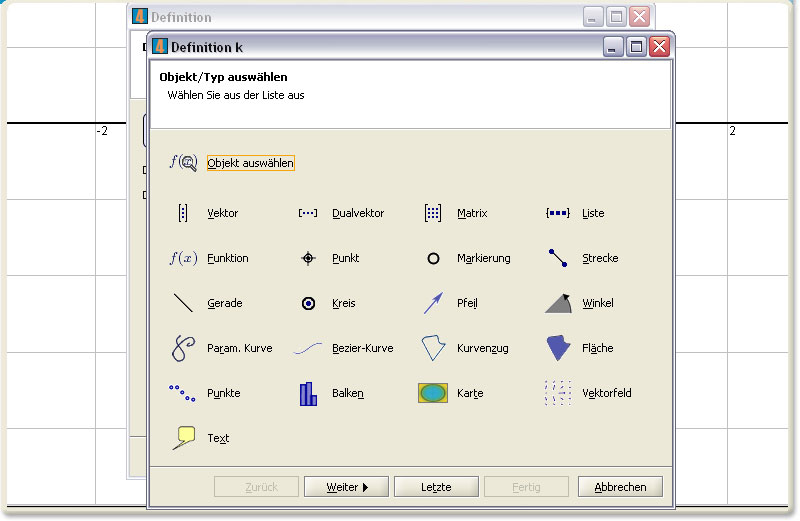 Definition
Definition k
Objekt/Typ auswählen
Wählen Sie aus der Liste aus
-2
2
f(x) Objekt auswählen
Vektor Dualvektor Matrix Liste
f(x) Funktion Punkt Markierung Strecke
Gerade Kreis Pfeil Winkel
Param. Kurve Bezier-Kurve Kurvenzug Fläche
Punkte Balken Karte Vektorfeld
Text
Zurück Weiter Letzte Fertig Abbrechen